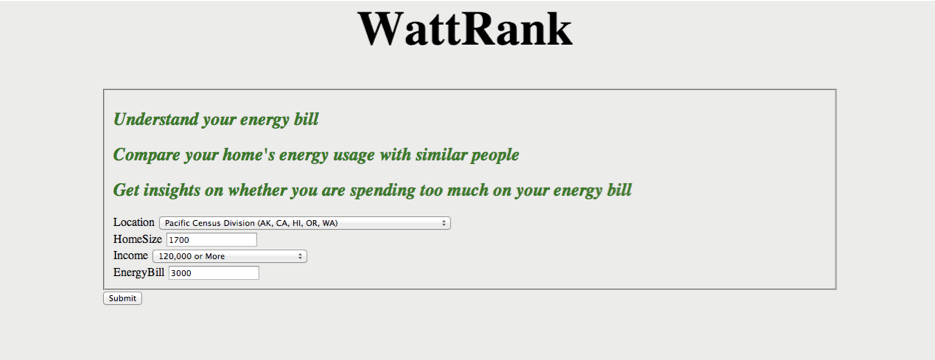 WattRank
Understand your energy bill
Compare your home's energy usage with similar people
Get insights on whether you are spending too much on your energy bill
Location Pacific Census Division (AK, CA, HI, OR, WA)
HomeSize 1700
Income 120,000 or More
EnergyBill 3000
Submit